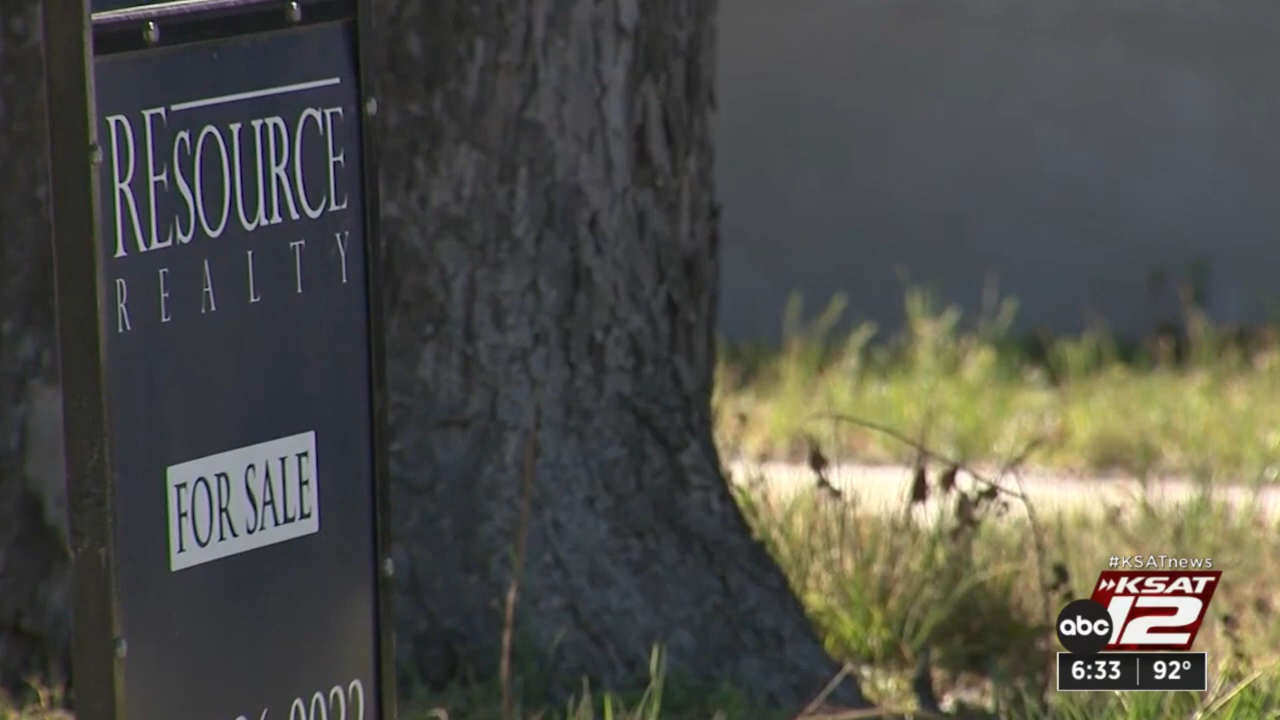 RESOURCE
REALTY
FOR SALE
#KSATnews
KSAT
abc 12
6:33 92°